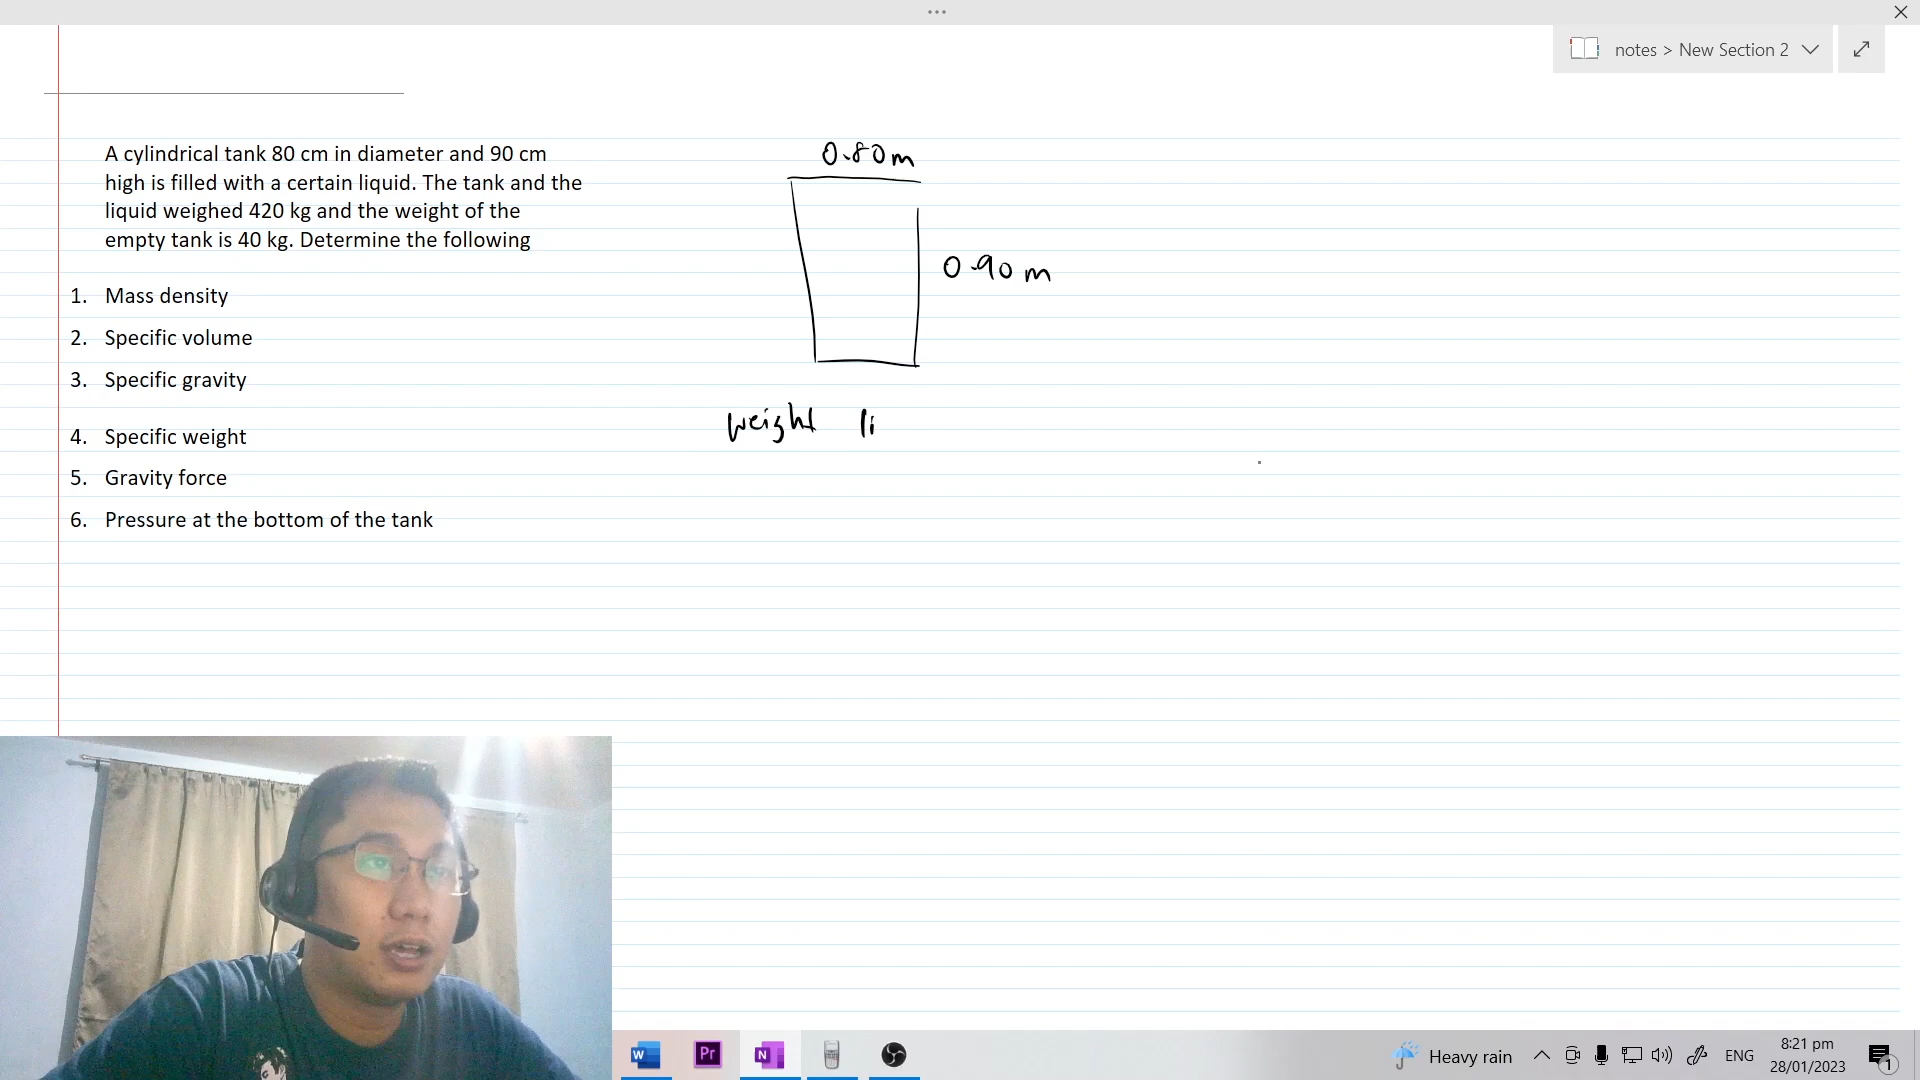 notes > New Section 2
0.80m
A cylindrical tank 80 cm in diameter and 90 cm
high is filled with a certain liquid. The tank and the
liquid weighed 420 kg and the weight of the
empty tank is 40 kg. Determine the following
0.90 m
1. Mass density
2. Specific volume
3. Specific gravity
weight li
4. Specific weight
5. Gravity force
6. Pressure at the bottom of the tank
W
Pr
N
Heavy rain
ENG
8:21 pm
28/01/2023
1